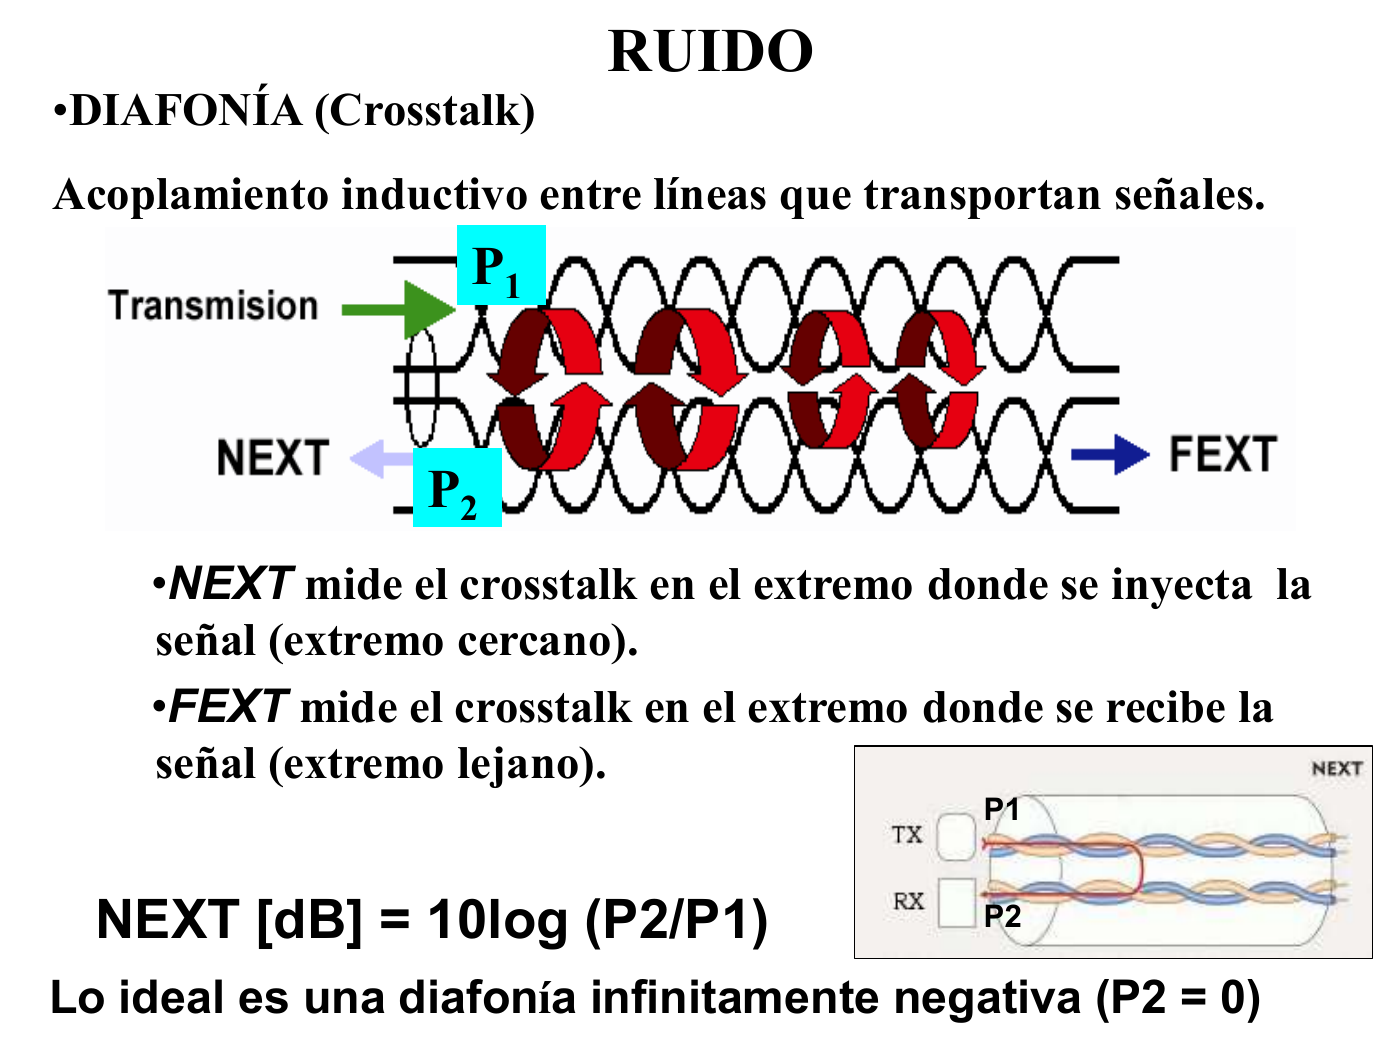 RUIDO
•DIAFONÍA (Crosstalk)
Acoplamiento inductivo entre líneas que transportan señales.
P1
Transmision
NEXT
FEXT
P2
•NEXT mide el crosstalk en el extremo donde se inyecta  la
señal (extremo cercano).
•FEXT mide el crosstalk en el extremo donde se recibe la
señal (extremo lejano).
NEXT
P1
TX
RX
P2
NEXT [dB] = 10log (P2/P1)
Lo ideal es una diafonía infinitamente negativa (P2 = 0)